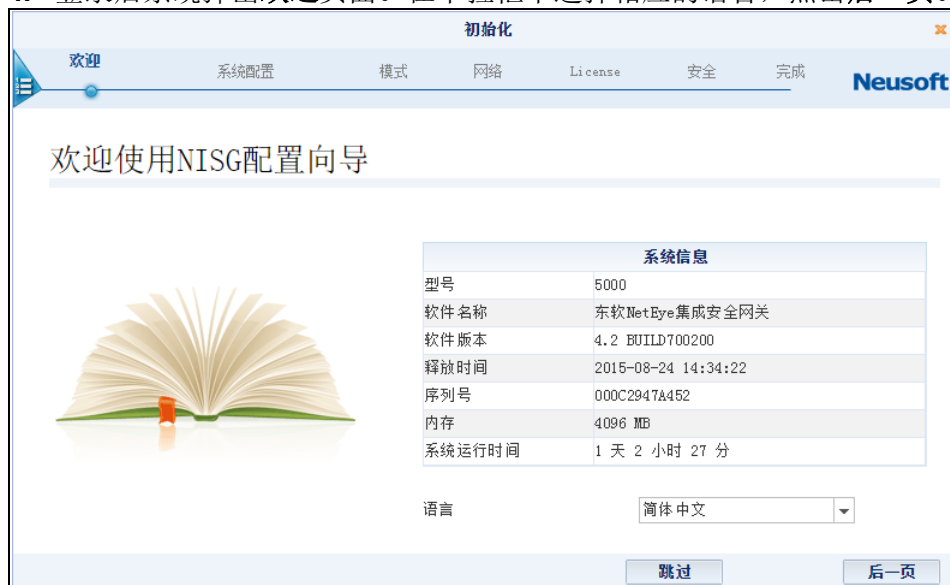 初始化
欢迎 系统配置 模式 网络 License 安全 完成
Neusoft
欢迎使用NISG配置向导
系统信息
型号 5000
软件名称 东软NetEye集成安全网关
软件版本 4.2 BUILD700200
释放时间 2015-08-24 14:34:22
序列号 000C2947A452
内存 4096 MB
系统运行时间 1 天 2 小时 27 分
语言 简体中文
跳过 后一页